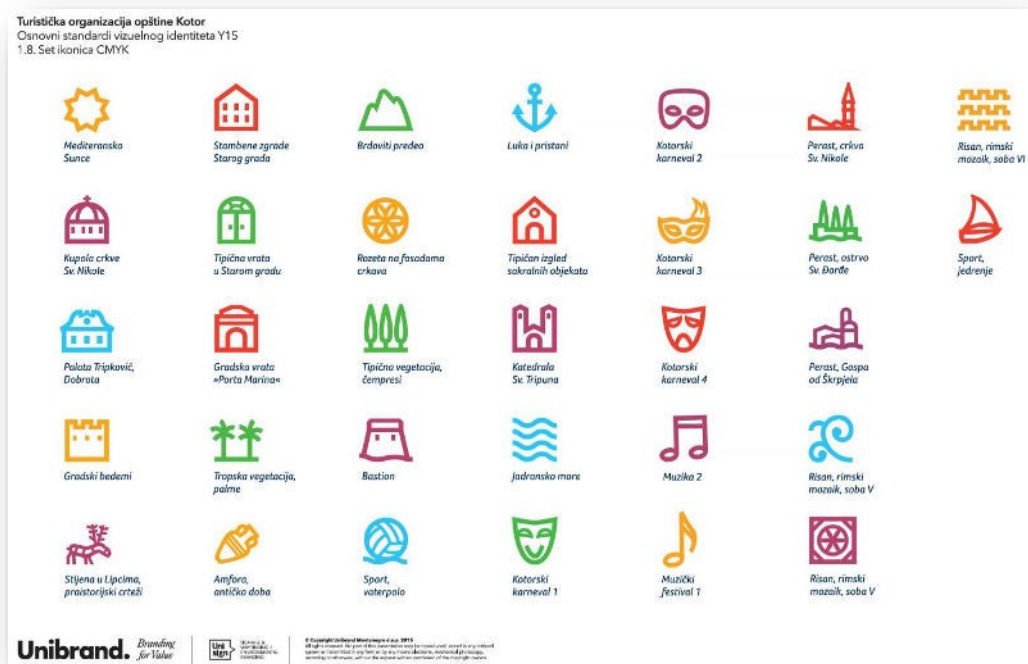 Turistička organizacija opštine Kotor
Osnovni standardi vizuelnog identiteta Y15
1.8. Set ikonica CMYK
Mediteransko
Sunce
Stambene zgrade
Starog grada
Brdoviti predeo
Luka i pristani
Kotorski
karneval 2
Perast, crkva
Sv. Nikole
Risan, rimski
mozaik, soba VI
Kupola crkve
Sv. Nikole
Tipična vrata
u Starom gradu
Rozeta na fasadama
crkava
Tipičan izgled
sakralnih objekata
Kotorski
karneval 3
Perast, ostrvo
Sv. Đorđe
Sport,
jedrenje
Palata Tripković,
Dobrota
Gradska vrata
»Porta Marina«
Tipična vegetacija,
čempresi
Katedrala
Sv. Tripuna
Kotorski
karneval 4
Perast, Gospa
od Škrpjela
Gradski bedemi
Tropska vegetacija,
palme
Bastion
Jadransko more
Muzika 2
Risan, rimski
mozaik, soba V
Stijena u Lipcima,
praistorijski crteži
Amfora,
antičko doba
Sport,
vaterpolo
Kotorski
karneval 1
Muzički
festival 1
Risan, rimski
mozaik, soba V
Unibrand.
Branding
for Value
Uni
sign
© Copyright Unibrand Montenegro d.o.o. 2015